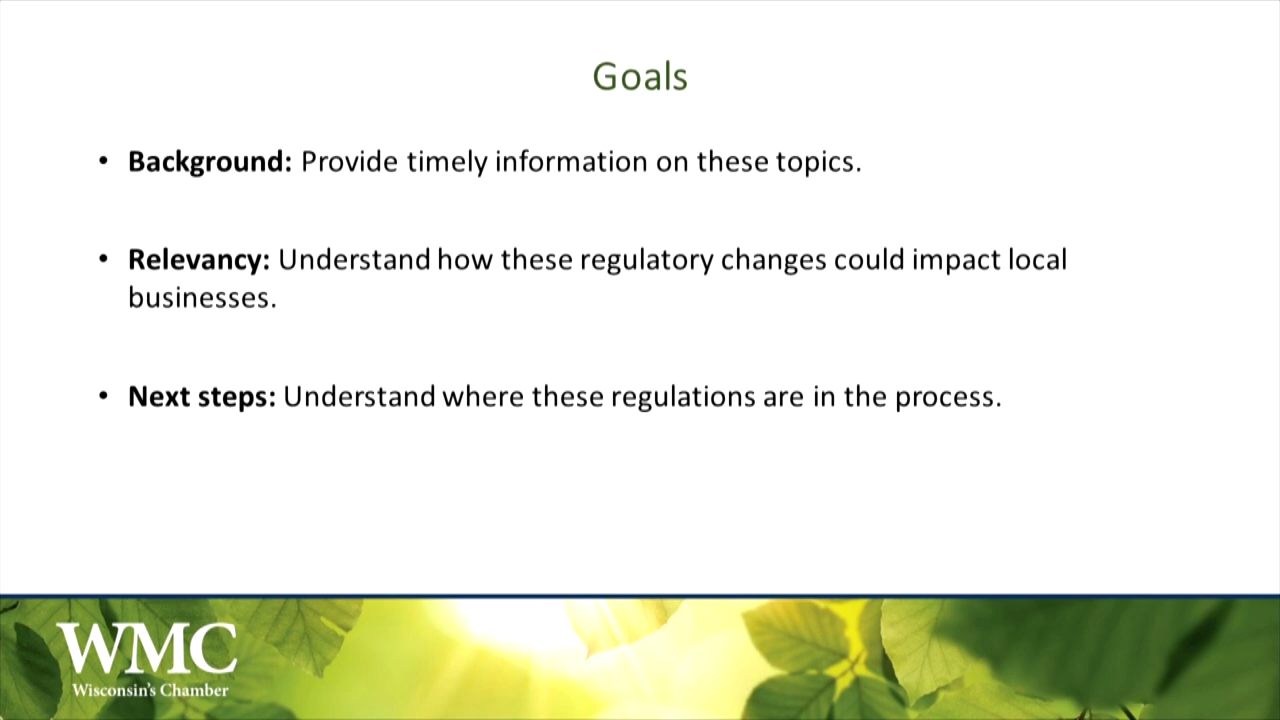 Goals
• Background: Provide timely information on these topics.
• Relevancy: Understand how these regulatory changes could impact local
businesses.
• Next steps: Understand where these regulations are in the process.
WMC
Wisconsin's Chamber